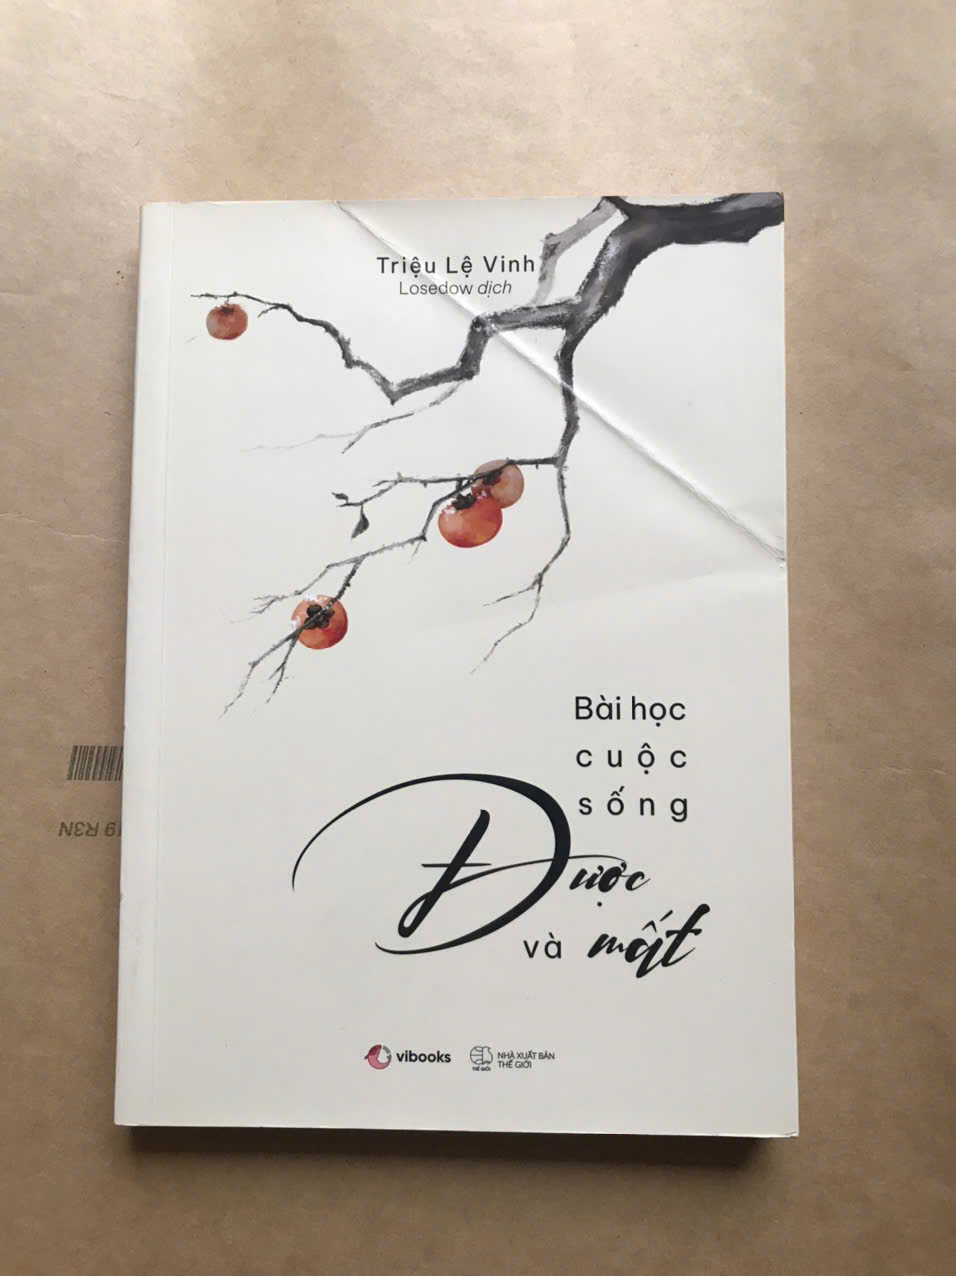 Triệu Lệ Vinh
Losedow dịch
Bài học
cuộc
sống
Được
và mất
vibooks
THẾ GIỚI
NHÀ XUẤT BẢN
THẾ GIỚI